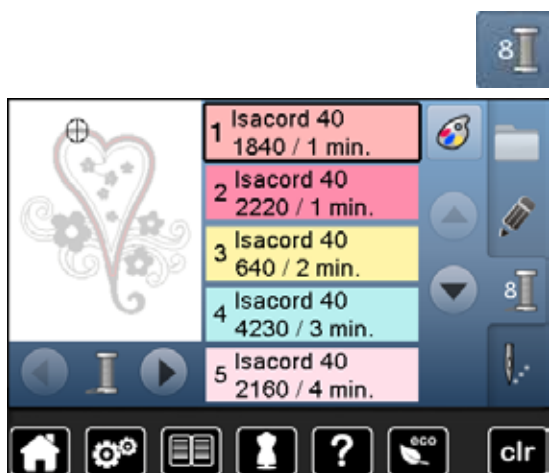 8
1 Isacord 40
1840 / 1 min.
2 Isacord 40
2220 / 1 min.
3 Isacord 40
640 / 2 min.
8
4 Isacord 40
4230 / 3 min.
5 Isacord 40
2160 / 4 min.
?
eco
clr